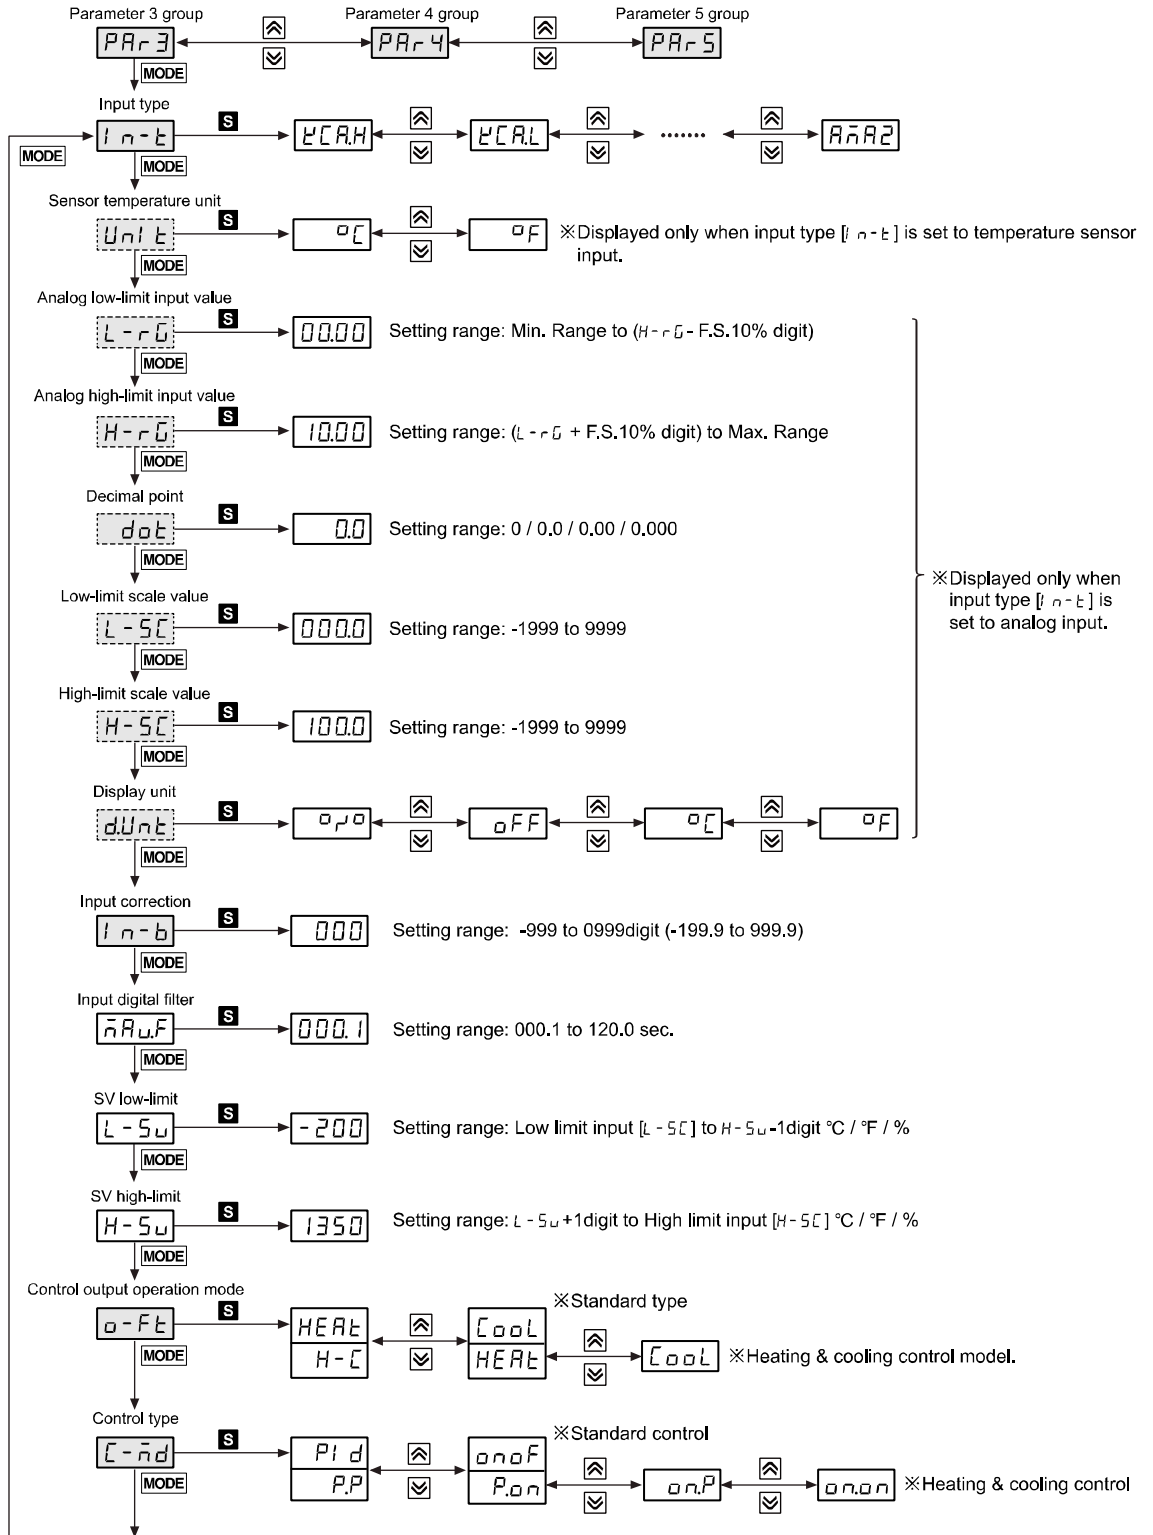 Parameter 3 group Parameter 4 group Parameter 5 group
PAr3 PAr4 PAr5
MODE
Input type
In-t S tCA.H tCA.L ....... AmA2
MODE MODE
Sensor temperature unit
UnIt S °C °F ※Displayed only when input type [In-t] is set to temperature sensor
input.
MODE
Analog low-limit input value
L-rG S 00.00 Setting range: Min. Range to (H-rG- F.S.10% digit)
MODE
Analog high-limit input value
H-rG S 10.00 Setting range: (L-rG + F.S.10% digit) to Max. Range
MODE
Decimal point
dot S 0.0 Setting range: 0 / 0.0 / 0.00 / 0.000
MODE
※Displayed only when
input type [In-t] is
set to analog input.
Low-limit scale value
L-SC S 000.0 Setting range: -1999 to 9999
MODE
High-limit scale value
H-SC S 100.0 Setting range: -1999 to 9999
MODE
Display unit
d.Unt S % oFF °C °F
MODE
Input correction
In-b S 000 Setting range: -999 to 0999digit (-199.9 to 999.9)
MODE
Input digital filter
mAv.F S 000.1 Setting range: 000.1 to 120.0 sec.
MODE
SV low-limit
L-Sv S -200 Setting range: Low limit input [L-SC] to H-Sv-1digit °C / °F / %
MODE
SV high-limit
H-Sv S 1350 Setting range: L-Sv+1digit to High limit input [H-SC] °C / °F / %
MODE
Control output operation mode
※Standard type
o-Ft S HEAt CooL
H-C HEAt CooL ※Heating & cooling control model.
MODE
Control type
※Standard control
C-md S PId onoF
P.P P.on on.P on.on ※Heating & cooling control
MODE